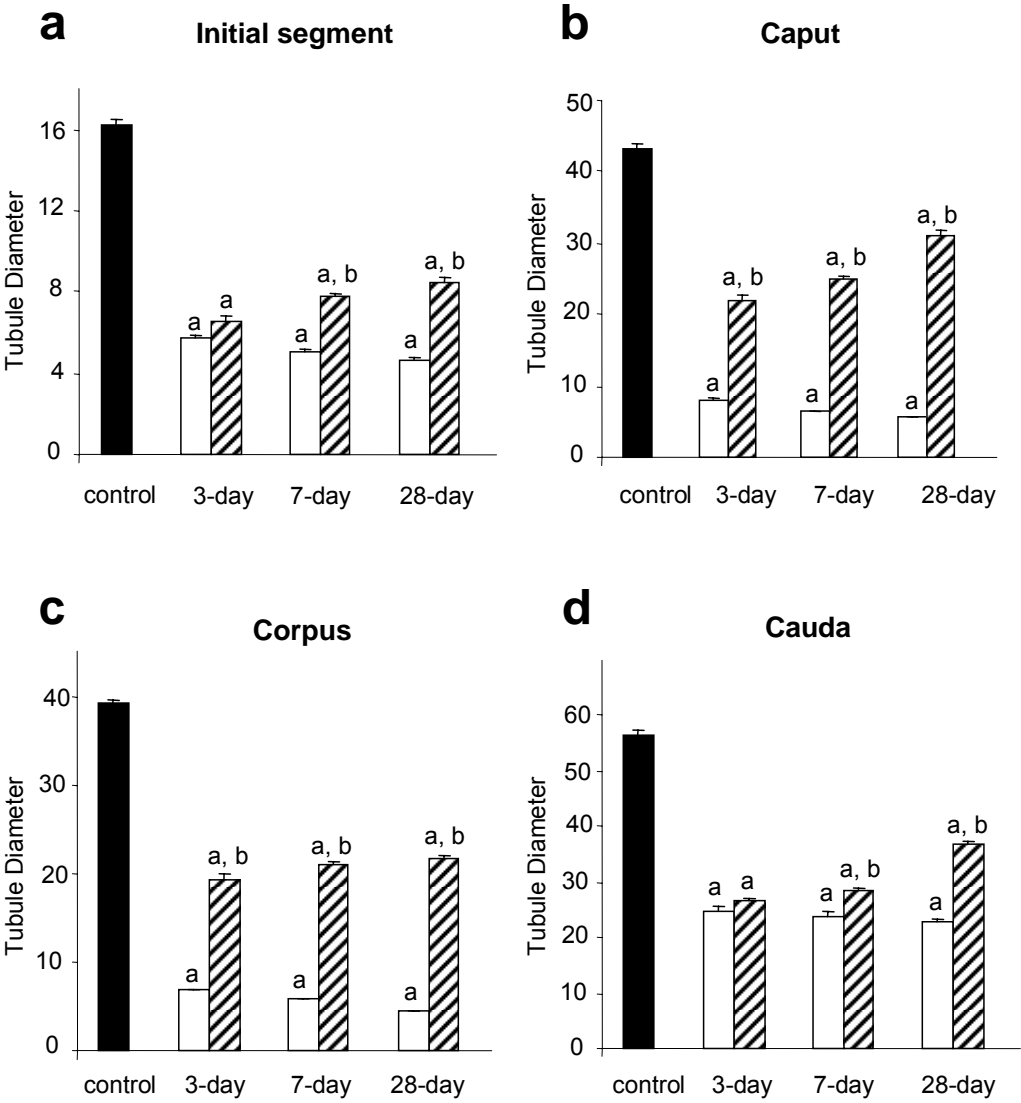 a
Initial segment
Tubule Diameter
16
12
8
4
0
a
a
a
a, b
a
a, b
control 3-day 7-day 28-day
b
Caput
Tubule Diameter
50
40
30
20
10
0
a
a, b
a
a, b
a
a, b
control 3-day 7-day 28-day
c
Corpus
Tubule Diameter
40
30
20
10
0
a
a, b
a
a, b
a
a, b
control 3-day 7-day 28-day
d
Cauda
Tubule Diameter
60
50
40
30
20
10
0
a
a
a
a, b
a
a, b
control 3-day 7-day 28-day